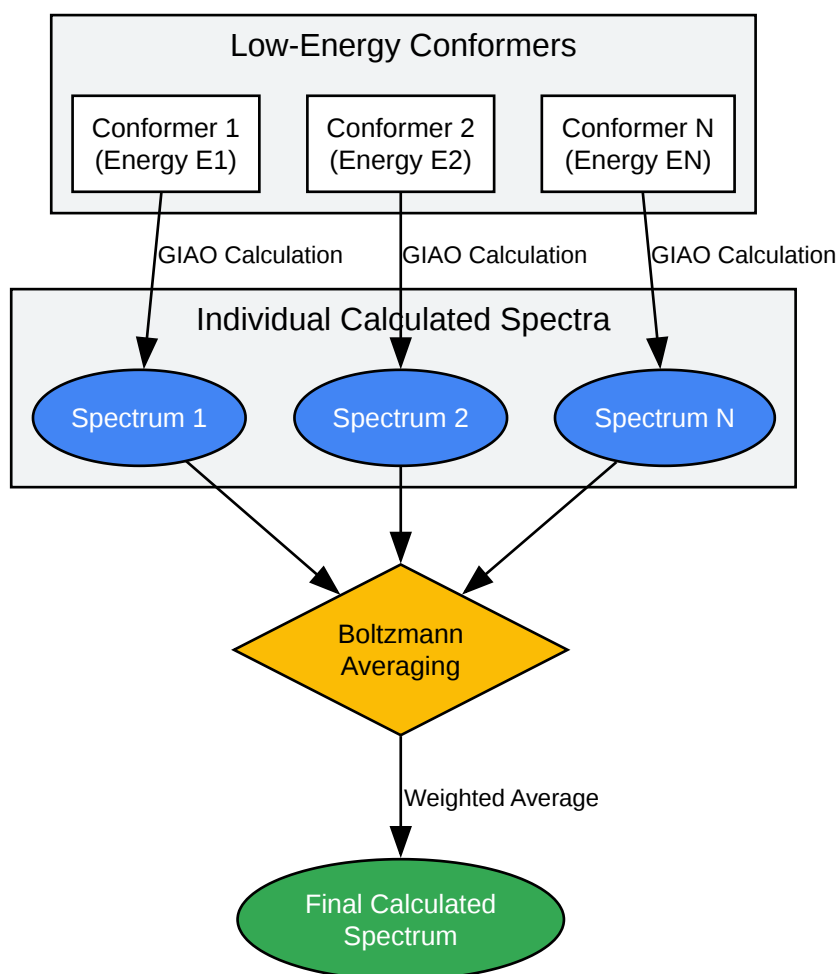 Low-Energy Conformers
Conformer 1
(Energy E1)
Conformer 2
(Energy E2)
Conformer N
(Energy EN)
GIAO Calculation
GIAO Calculation
GIAO Calculation
Individual Calculated Spectra
Spectrum 1
Spectrum 2
Spectrum N
Boltzmann
Averaging
Weighted Average
Final Calculated
Spectrum